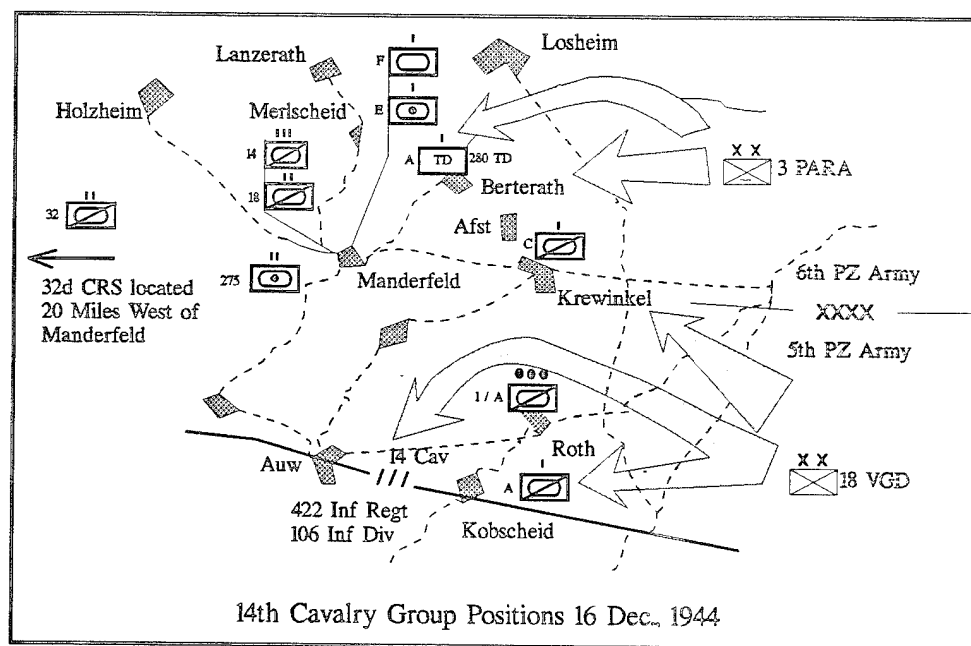 Lanzerath
F
Losheim
Holzheim
Merlscheid
E
III
14
A TD 280 TD
X X
3 PARA
II
18
Berterath
II
32
Afst
C
II
275
Manderfeld
32d CRS located
20 Miles West of
Manderfeld
Krewinkel
6th PZ Army
XXXX
5th PZ Army
1 / A
Roth
Auw
14 Cav
A
X X
18 VGD
422 Inf Regt
106 Inf Div
Kobscheid
14th Cavalry Group Positions 16 Dec., 1944